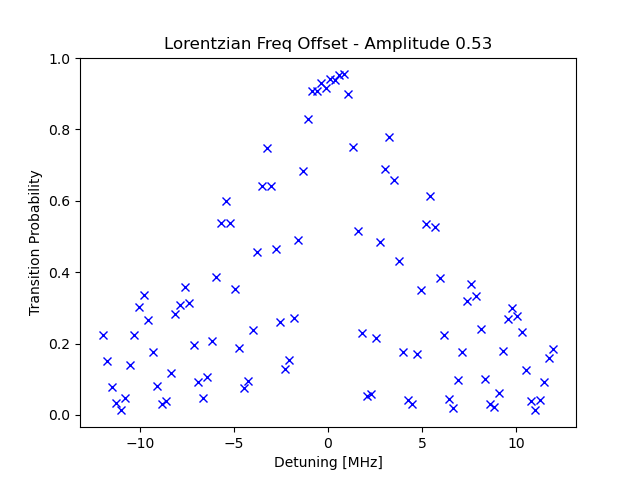 Lorentzian Freq Offset - Amplitude 0.53
1.0
0.8
0.6
0.4
0.2
0.0
Transition Probability
−10 −5 0 5 10
Detuning [MHz]